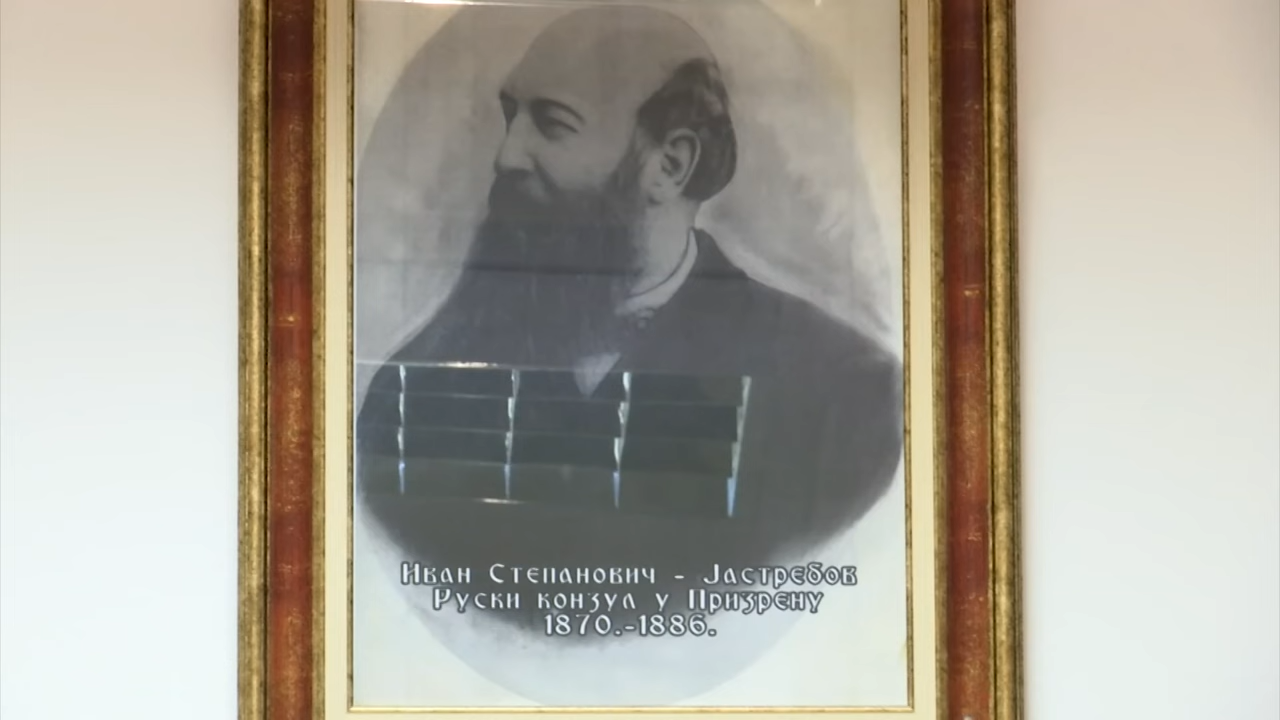 Иван Степанович - Јастребов
Руски конзул у Призрену
1870.-1886.